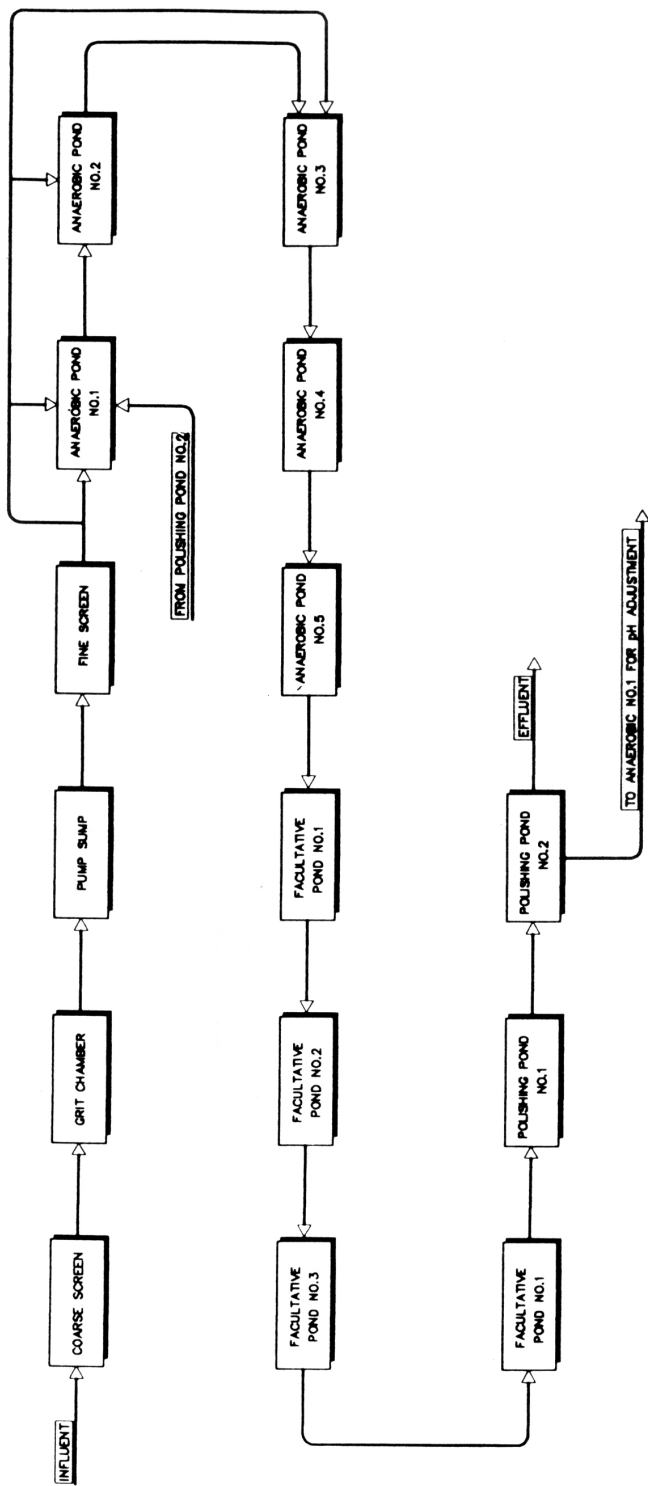 INFLUENT
COARSE SCREEN
GRIT CHAMBER
PUMP SUMP
FINE SCREEN
ANAEROBIC POND
NO.1
ANAEROBIC POND
NO.2
FROM POLISHING POND NO.2
ANAEROBIC POND
NO.3
ANAEROBIC POND
NO.4
ANAEROBIC POND
NO.5
FACULTATIVE
POND NO.1
FACULTATIVE
POND NO.2
FACULTATIVE
POND NO.3
FACULTATIVE
POND NO.1
POLISHING POND
NO.1
POLISHING POND
NO.2
EFFLUENT
TO ANAEROBIC NO.1 FOR pH ADJUSTMENT